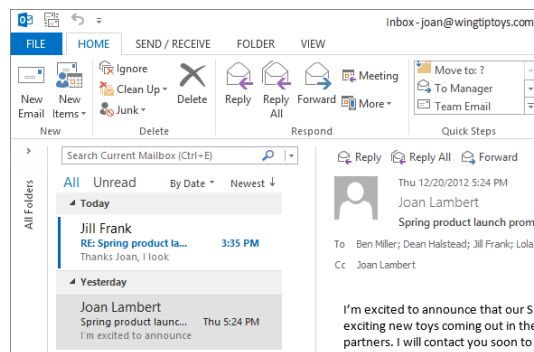 Inbox - joan@wingtiptoys.com
FILE HOME SEND / RECEIVE FOLDER VIEW
New Email
New Items
Ignore
Clean Up
Junk
Delete
Reply
Reply All
Forward
Meeting
More
Move to: ?
To Manager
Team Email
New Delete Respond Quick Steps
All Folders
Search Current Mailbox (Ctrl+E)
All Unread By Date Newest
Today
Jill Frank
RE: Spring product la... 3:35 PM
Thanks Joan, I look
Yesterday
Joan Lambert
Spring product launc... Thu 5:24 PM
I'm excited to announce
Reply Reply All Forward
Thu 12/20/2012 5:24 PM
Joan Lambert
Spring product launch prom
To Ben Miller; Dean Halstead; Jill Frank; Lola
Cc Joan Lambert
I'm excited to announce that our S
exciting new toys coming out in the
partners. I will contact you soon to